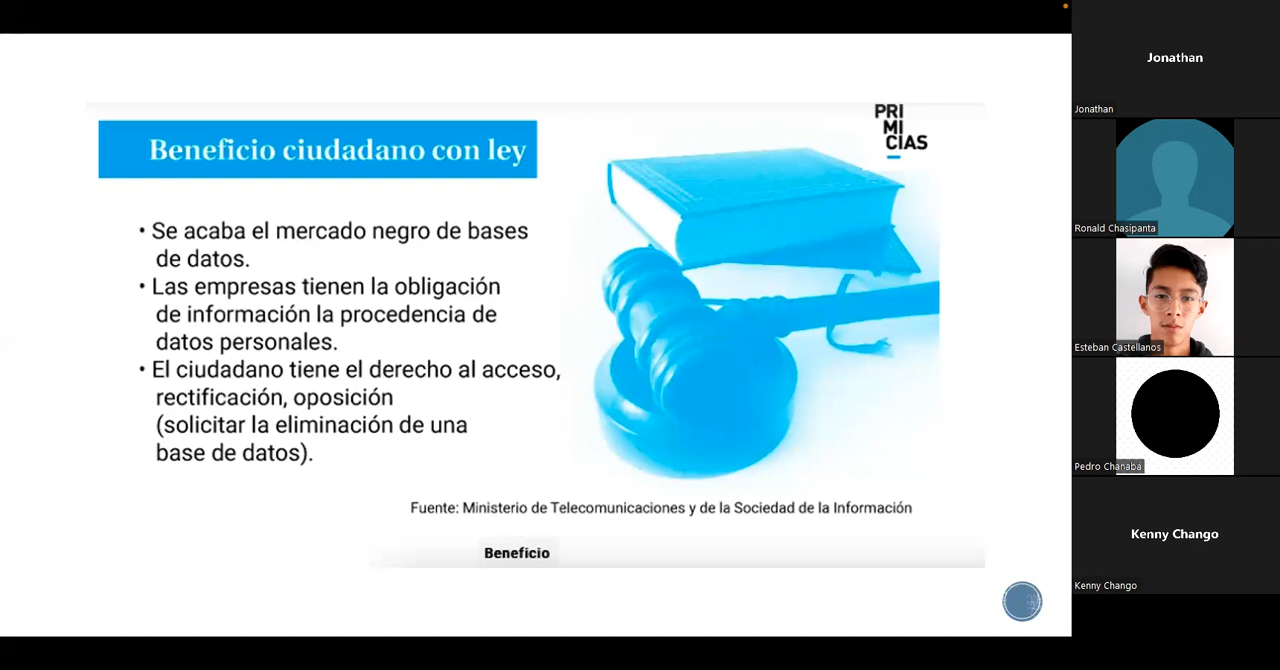 PRI
MI
CIAS
Beneficio ciudadano con ley
• Se acaba el mercado negro de bases
de datos.
• Las empresas tienen la obligación
de información la procedencia de
datos personales.
• El ciudadano tiene el derecho al acceso,
rectificación, oposición
(solicitar la eliminación de una
base de datos).
Fuente: Ministerio de Telecomunicaciones y de la Sociedad de la Información
Beneficio
Jonathan
Jonathan
Ronald Chasipanta
Esteban Castellanos
Pedro Chanabá
Kenny Chango
Kenny Chango